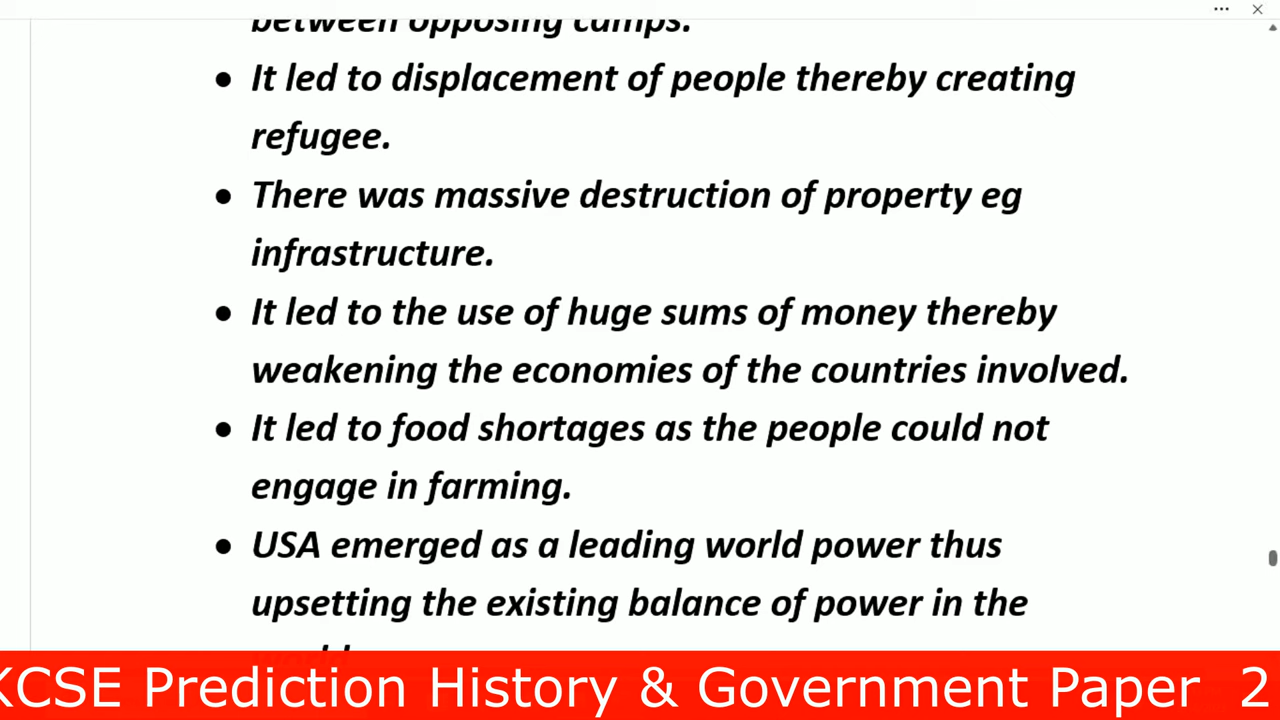 between opposing camps.
● It led to displacement of people thereby creating
refugee.
● There was massive destruction of property eg
infrastructure.
● It led to the use of huge sums of money thereby
weakening the economies of the countries involved.
● It led to food shortages as the people could not
engage in farming.
● USA emerged as a leading world power thus
upsetting the existing balance of power in the
KCSE Prediction History & Government Paper 2